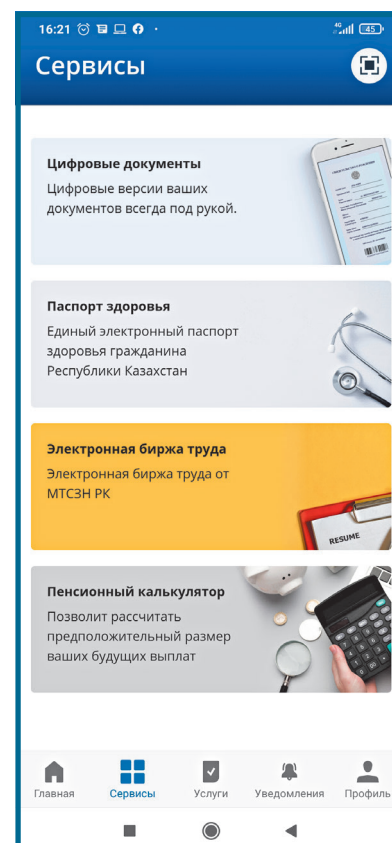 16:21
4G
45
Сервисы
Цифровые документы
Цифровые версии ваших
документов всегда под рукой.
Паспорт здоровья
Единый электронный паспорт
здоровья гражданина
Республики Казахстан
Электронная биржа труда
Электронная биржа труда от
МТСЗН РК
RESUME
Пенсионный калькулятор
Позволит рассчитать
предположительный размер
ваших будущих выплат
Главная
Сервисы
Услуги
Уведомления
Профиль